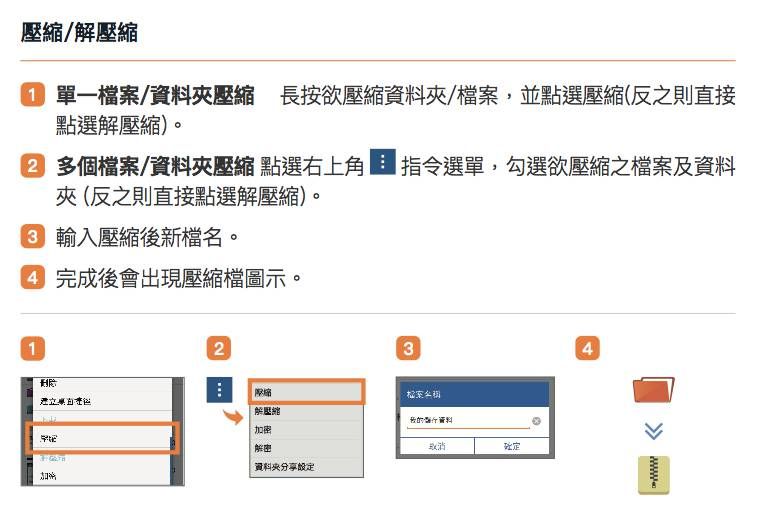 壓縮/解壓縮
1 單一檔案/資料夾壓縮 長按欲壓縮資料夾/檔案，並點選壓縮(反之則直接
點選解壓縮)。
2 多個檔案/資料夾壓縮 點選右上角 指令選單，勾選欲壓縮之檔案及資料
夾 (反之則直接點選解壓縮)。
3 輸入壓縮後新檔名。
4 完成後會出現壓縮檔圖示。
1
刪除
建立桌面捷徑
壓縮
解壓縮
加密
2
壓縮
解壓縮
加密
解密
資料夾分享設定
3
檔案名稱
我的儲存資料
取消
確定
4